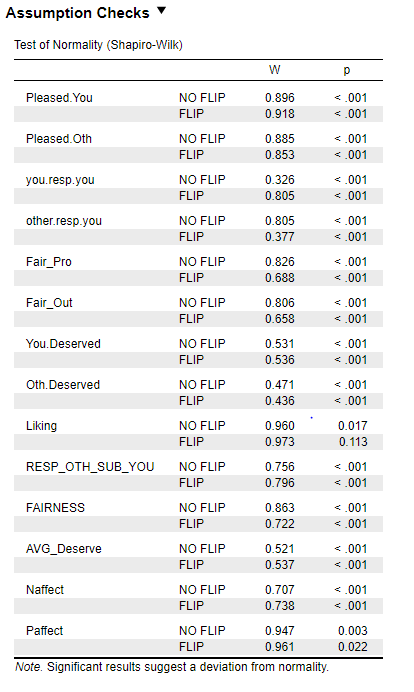 Assumption Checks ▼
Test of Normality (Shapiro-Wilk)
W p
Pleased.You NO FLIP 0.896 < .001
FLIP 0.918 < .001
Pleased.Oth NO FLIP 0.885 < .001
FLIP 0.853 < .001
you.resp.you NO FLIP 0.326 < .001
FLIP 0.805 < .001
other.resp.you NO FLIP 0.805 < .001
FLIP 0.377 < .001
Fair_Pro NO FLIP 0.826 < .001
FLIP 0.688 < .001
Fair_Out NO FLIP 0.806 < .001
FLIP 0.658 < .001
You.Deserved NO FLIP 0.531 < .001
FLIP 0.536 < .001
Oth.Deserved NO FLIP 0.471 < .001
FLIP 0.436 < .001
Liking NO FLIP 0.960 0.017
FLIP 0.973 0.113
RESP_OTH_SUB_YOU NO FLIP 0.756 < .001
FLIP 0.796 < .001
FAIRNESS NO FLIP 0.863 < .001
FLIP 0.722 < .001
AVG_Deserve NO FLIP 0.521 < .001
FLIP 0.537 < .001
Naffect NO FLIP 0.707 < .001
FLIP 0.738 < .001
Paffect NO FLIP 0.947 0.003
FLIP 0.961 0.022
Note. Significant results suggest a deviation from normality.